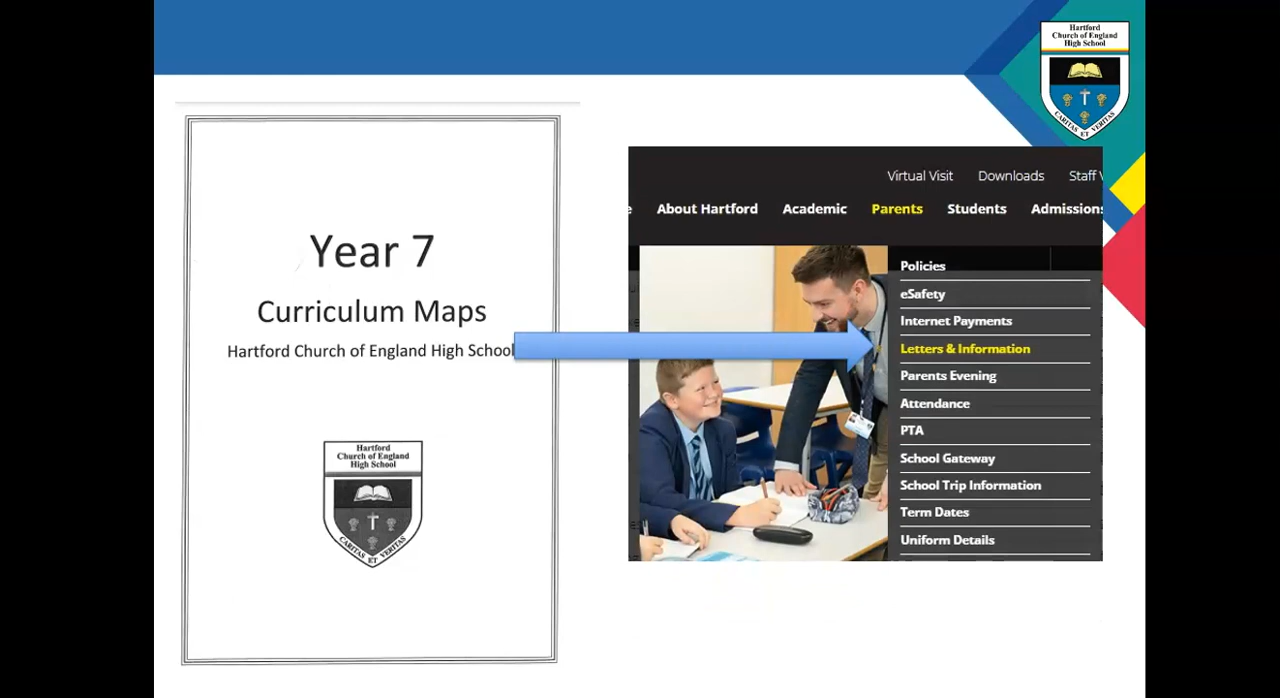 Hartford
Church of England
High School
CARITAS ET VERITAS
Year 7
Curriculum Maps
Hartford Church of England High School
Hartford
Church of England
High School
CARITAS ET VERITAS
Virtual Visit Downloads Staff V
e About Hartford Academic Parents Students Admissions
Policies
eSafety
Internet Payments
Letters & Information
Parents Evening
Attendance
PTA
School Gateway
School Trip Information
Term Dates
Uniform Details